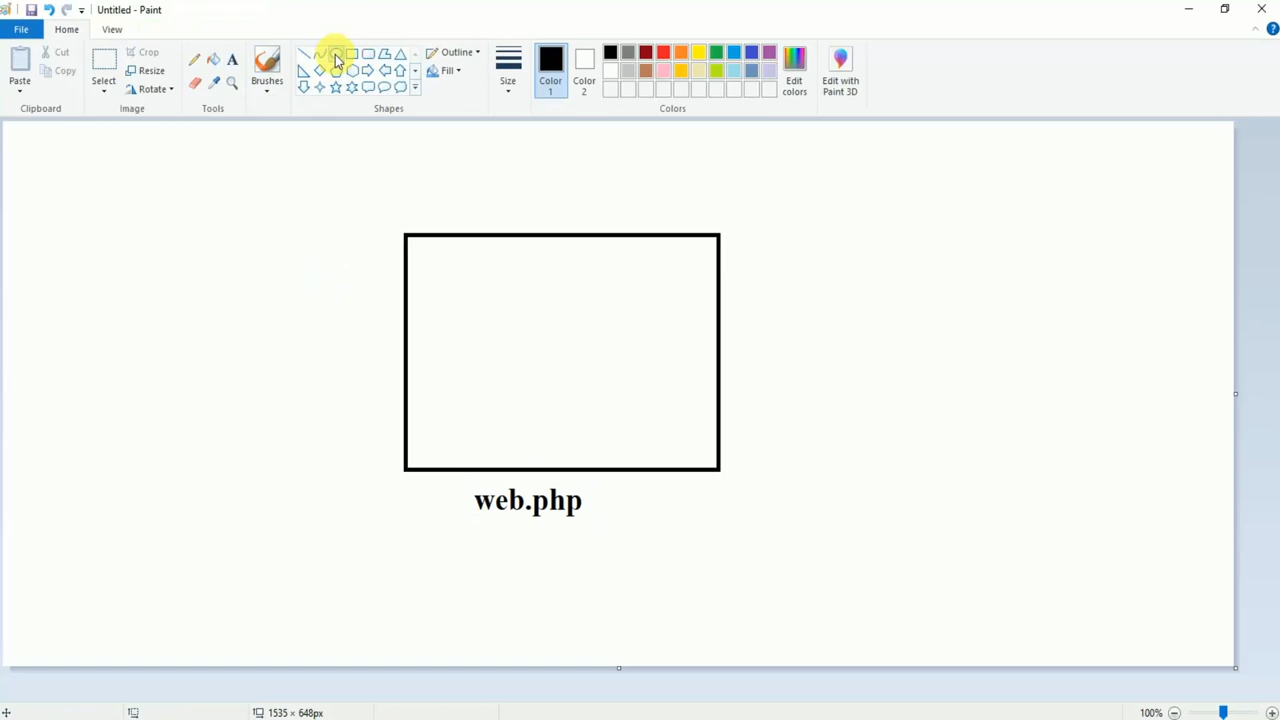 Untitled - Paint
File Home View
Cut
Copy
Paste
Clipboard
Crop
Resize
Rotate
Select
Image
Tools
Brushes
Outline
Fill
Shapes
Size
Color 1
Color 2
Edit colors
Colors
Edit with Paint 3D
web.php
1535 × 648px
100%